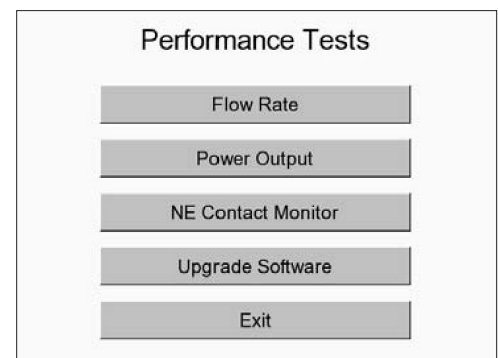 Performance Tests
Flow Rate
Power Output
NE Contact Monitor
Upgrade Software
Exit